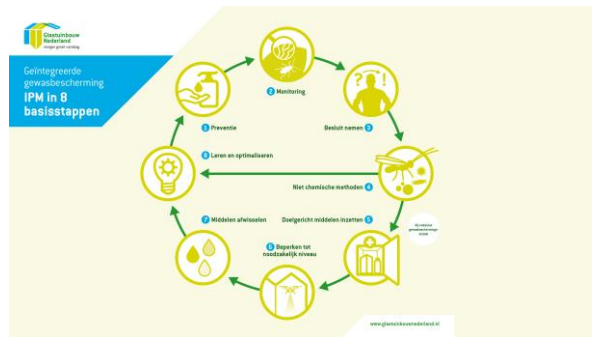 Glastuinbouw
Nederland
Geïntegreerde
gewasbescherming
IPM in 8
basisstappen
1 Preventie
2 Monitoring
Besluit nemen 3
Niet chemische methoden 4
Doelgericht middelen inzetten 5
6 Beperken tot
noodzakelijk niveau
7 Middelen afwisselen
8 Leren en optimaliseren
? ! ?
www.glastuinbouwnederland.nl